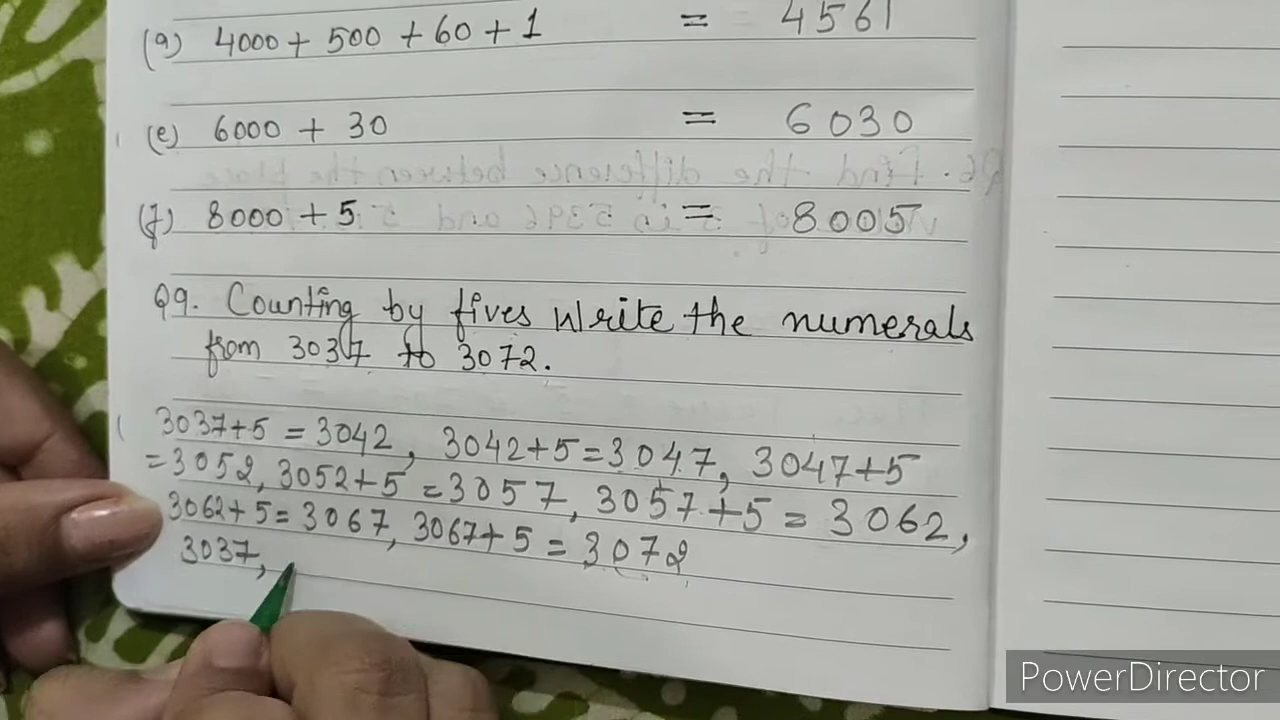 (a) 4000 + 500 + 60 + 1 = 4561
(e) 6000 + 30 = 6030
(f) 8000 + 5 = 8005
Q9. Counting by fives write the numerals
from 3037 to 3072.
3037+5 = 3042, 3042+5=3047, 3047+5
=3052, 3052+5 =3057, 3057+5 = 3062,
3062+5= 3067, 3067+5 = 3072
3037,
PowerDirector